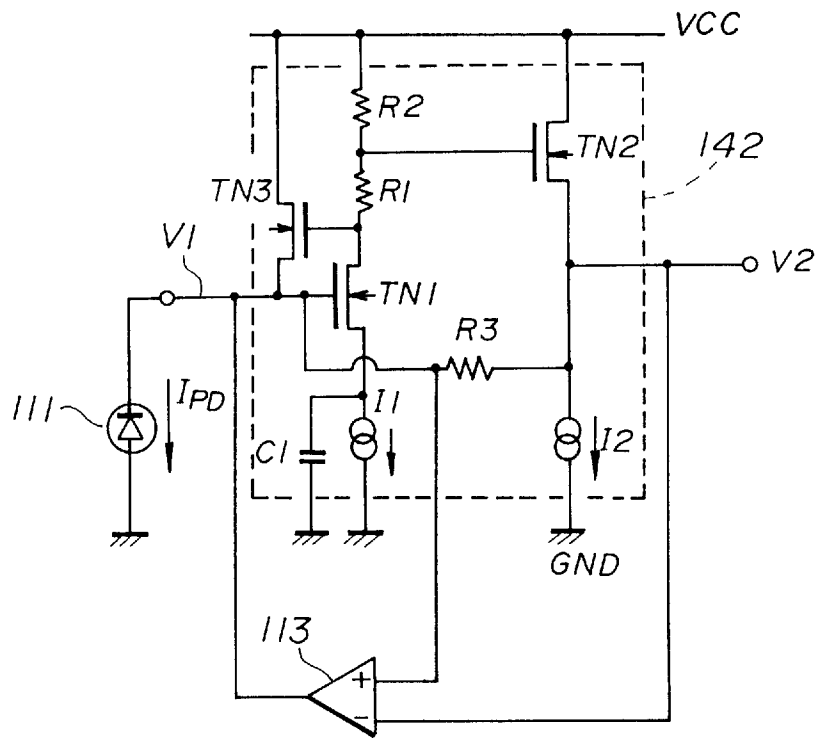 VCC
R2
TN2
142
TN3
R1
V1
V2
TN1
R3
111
IPD
I1
C1
I2
GND
113
+
−